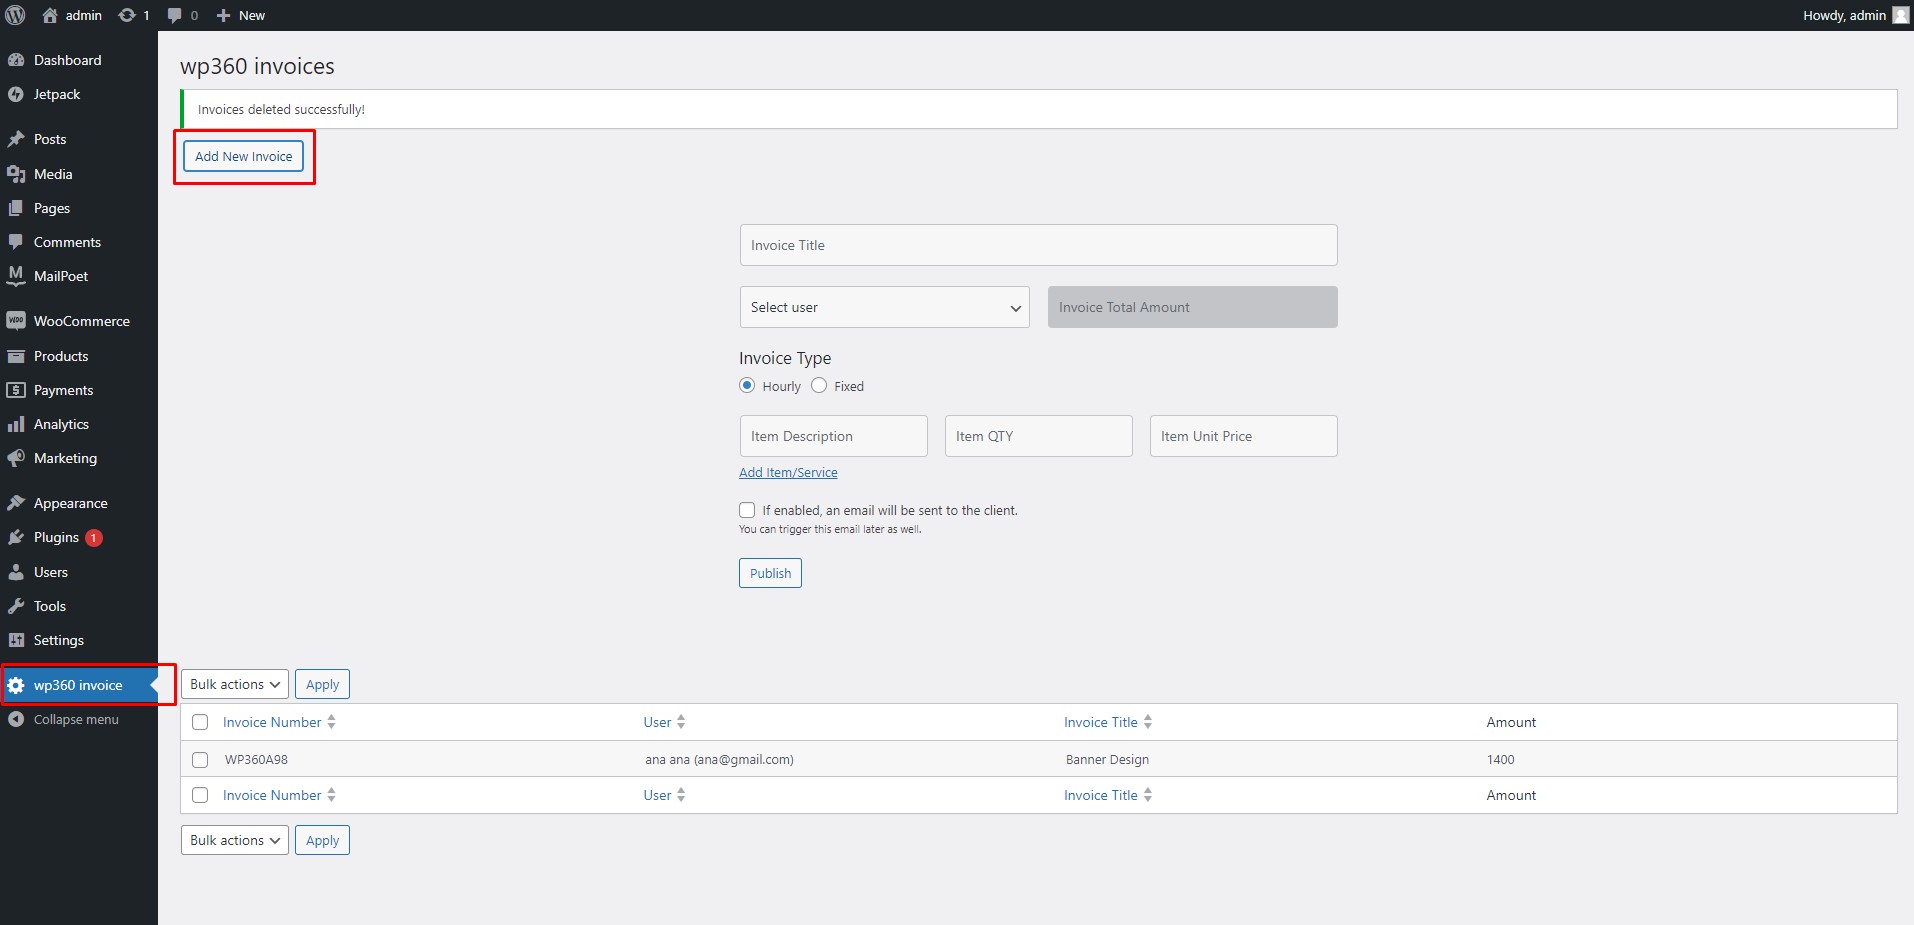 admin 1 0 New Howdy, admin
Dashboard
Jetpack
Posts
Media
Pages
Comments
MailPoet
WooCommerce
Products
Payments
Analytics
Marketing
Appearance
Plugins 1
Users
Tools
Settings
wp360 invoice
Collapse menu
wp360 invoices
Invoices deleted successfully!
Add New Invoice
Invoice Title
Select user Invoice Total Amount
Invoice Type
Hourly Fixed
Item Description Item QTY Item Unit Price
Add Item/Service
If enabled, an email will be sent to the client.
You can trigger this email later as well.
Publish
Bulk actions Apply
Invoice Number User Invoice Title Amount
WP360A98 ana ana (ana@gmail.com) Banner Design 1400
Invoice Number User Invoice Title Amount
Bulk actions Apply